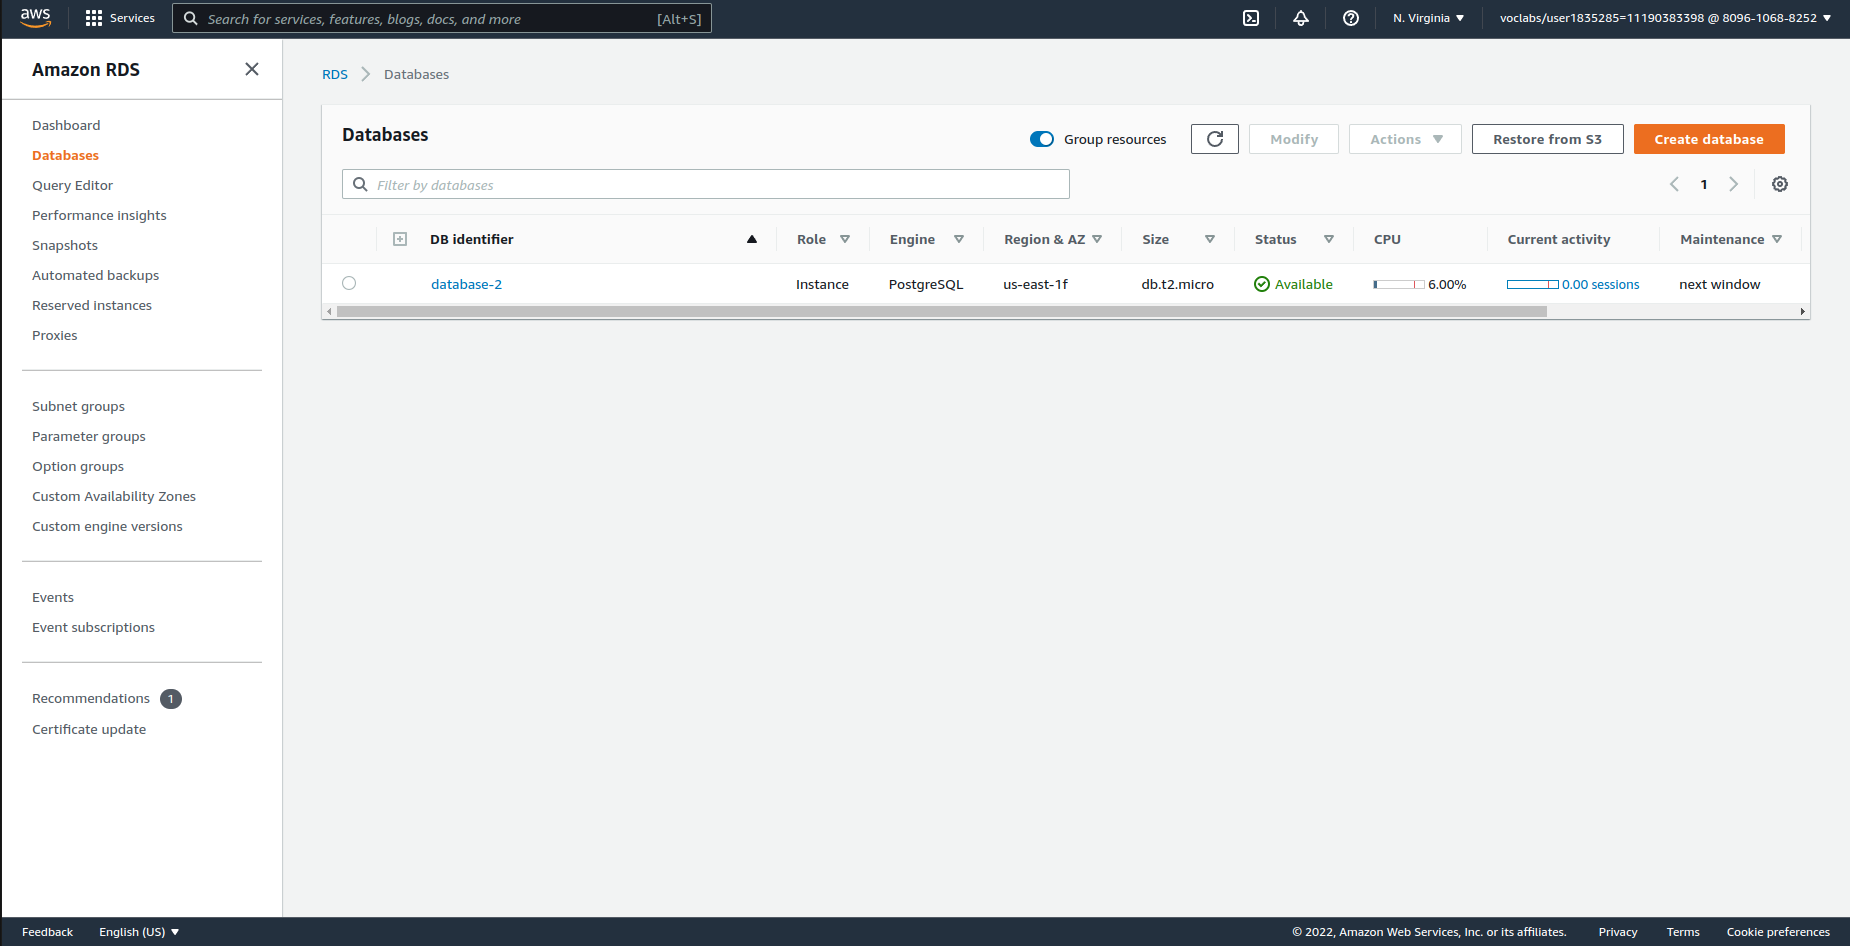 aws Services Search for services, features, blogs, docs, and more [Alt+S] N. Virginia voclabs/user1835285=11190383398 @ 8096-1068-8252
Amazon RDS
Dashboard
Databases
Query Editor
Performance insights
Snapshots
Automated backups
Reserved instances
Proxies
Subnet groups
Parameter groups
Option groups
Custom Availability Zones
Custom engine versions
Events
Event subscriptions
Recommendations 1
Certificate update
RDS Databases
Databases
Group resources Modify Actions Restore from S3 Create database
Filter by databases
1
DB identifier Role Engine Region & AZ Size Status CPU Current activity Maintenance
database-2 Instance PostgreSQL us-east-1f db.t2.micro Available 6.00% 0.00 sessions next window
Feedback English (US) © 2022, Amazon Web Services, Inc. or its affiliates. Privacy Terms Cookie preferences